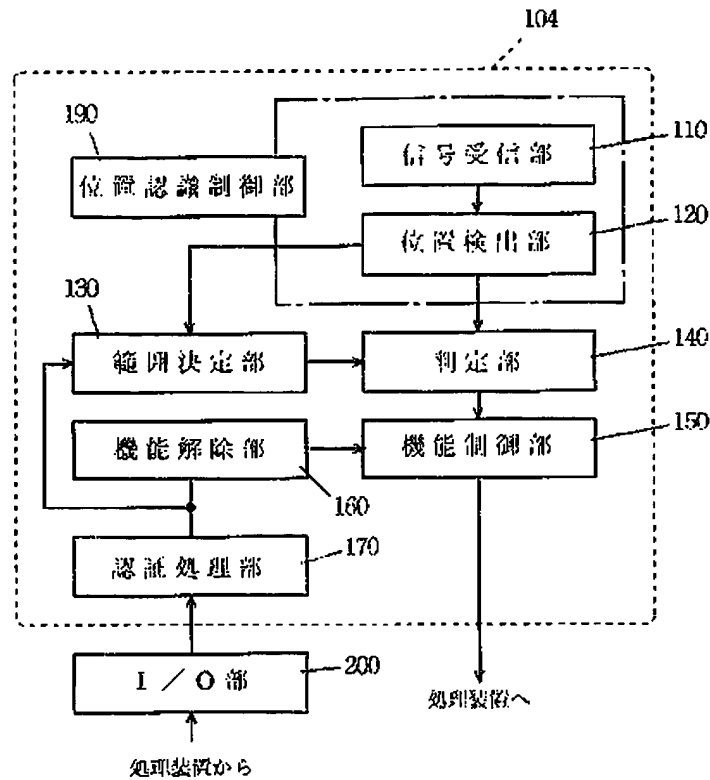 104
190
位置認識制御部
信号受信部
110
位置検出部
120
130
範囲決定部
判定部
140
機能解除部
機能制御部
150
160
認証処理部
170
I/O部
200
処理装置へ
処理装置から